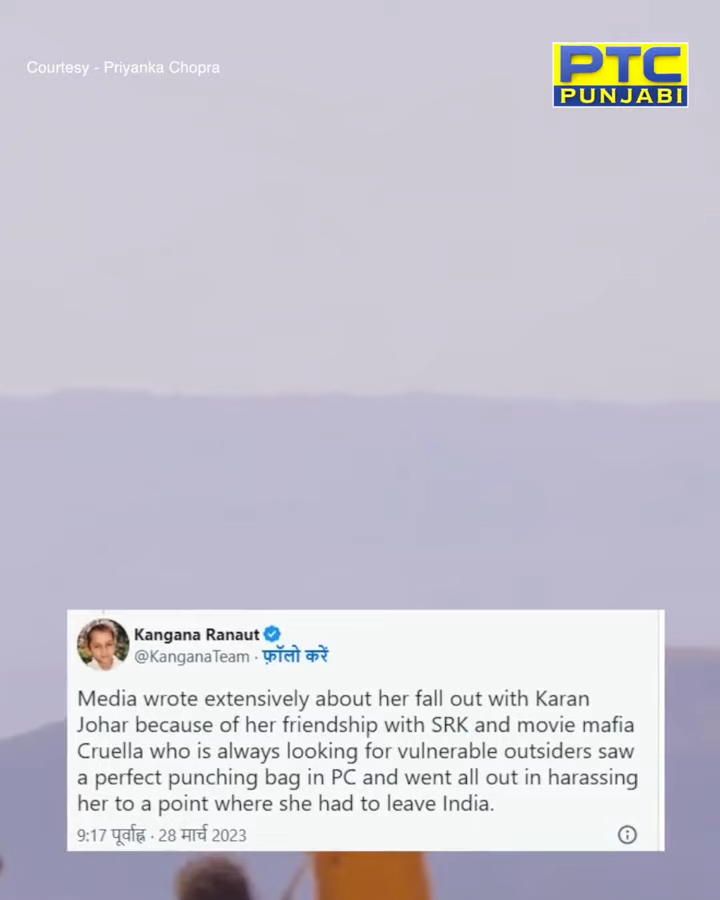 Courtesy - Priyanka Chopra
PTC
PUNJABI
Kangana Ranaut
@KanganaTeam · फ़ॉलो करें
Media wrote extensively about her fall out with Karan
Johar because of her friendship with SRK and movie mafia
Cruella who is always looking for vulnerable outsiders saw
a perfect punching bag in PC and went all out in harassing
her to a point where she had to leave India.
9:17 पूर्वाह्न · 28 मार्च 2023